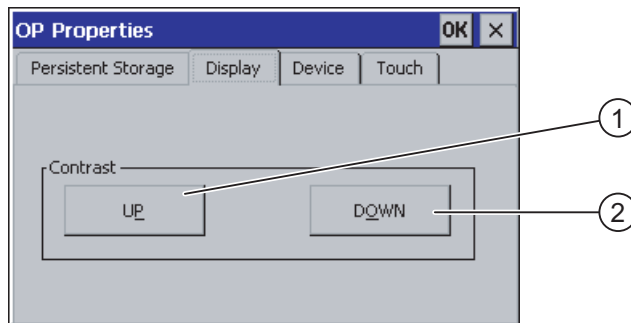 OP Properties OK ×
Persistent Storage Display Device Touch
1
Contrast
UP DOWN
2